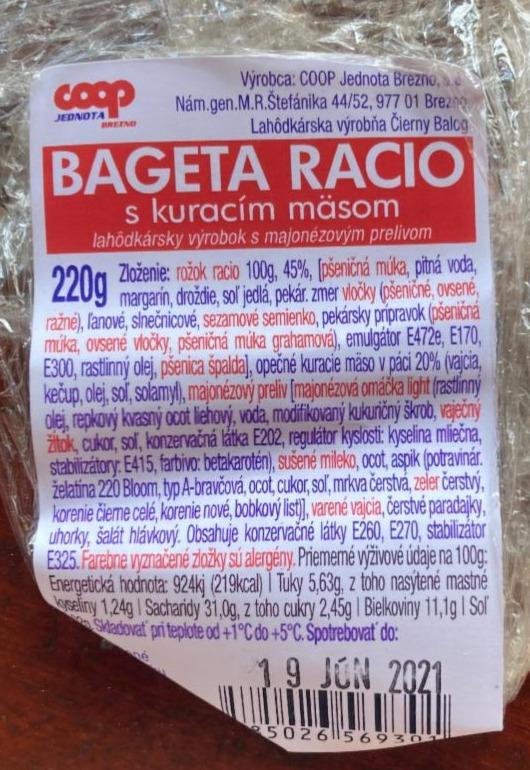 coop
JEDNOTA
BREZNO
Výrobca: COOP Jednota Brezno,
Nám.gen.M.R.Štefánika 44/52, 977 01 Brezno
Lahôdkárska výrobňa Čierny Balog
BAGETA RACIO
s kuracím mäsom
lahôdkársky výrobok s majonézovým prelivom
220g
Zloženie: rožok racio 100g, 45%, [pšeničná múka, pitná voda,
margarín, droždie, soľ jedlá, pekár. zmer vločky (pšeničné, ovsené,
ražné), ľanové, slnečnicové, sezamové semienko, pekársky prípravok (pšeničná
múka, ovsené vločky, pšeničná múka grahamová), emulgátor E472e, E170,
E300, rastlinný olej, pšenica špalda], opečné kuracie mäso v páci 20% (vajcia,
kečup, olej, soľ, solamyl), majonézový preliv [majonézová omáčka light (rastlinný
olej, repkový kvasný ocot liehový, voda, modifikovaný kukuričný škrob, vaječný
žĺtok, cukor, soľ, konzervačná látka E202, regulátor kyslosti: kyselina mliečna,
stabilizátory: E415, farbivo: betakarotén), sušené mlieko, ocot, aspik (potravinár.
želatína 220 Bloom, typ A-bravčová, ocot, cukor, soľ, mrkva čerstvá, zeler čerstvý,
korenie čierne celé, korenie nové, bobkový list)], varené vajcia, čerstvé paradajky,
uhorky, šalát hlávkový. Obsahuje konzervačné látky E260, E270, stabilizátor
E325. Farebne vyznačené zložky sú alergény. Priemerné výživové údaje na 100g:
Energetická hodnota: 924kj (219kcal) | Tuky 5,63g, z toho nasýtené mastné
kyseliny 1,24g | Sacharidy 31,0g, z toho cukry 2,45g | Bielkoviny 11,1g | Soľ
Skladovať pri teplote od +1°C do +5°C. Spotrebovať do:
19 JÚN 2021